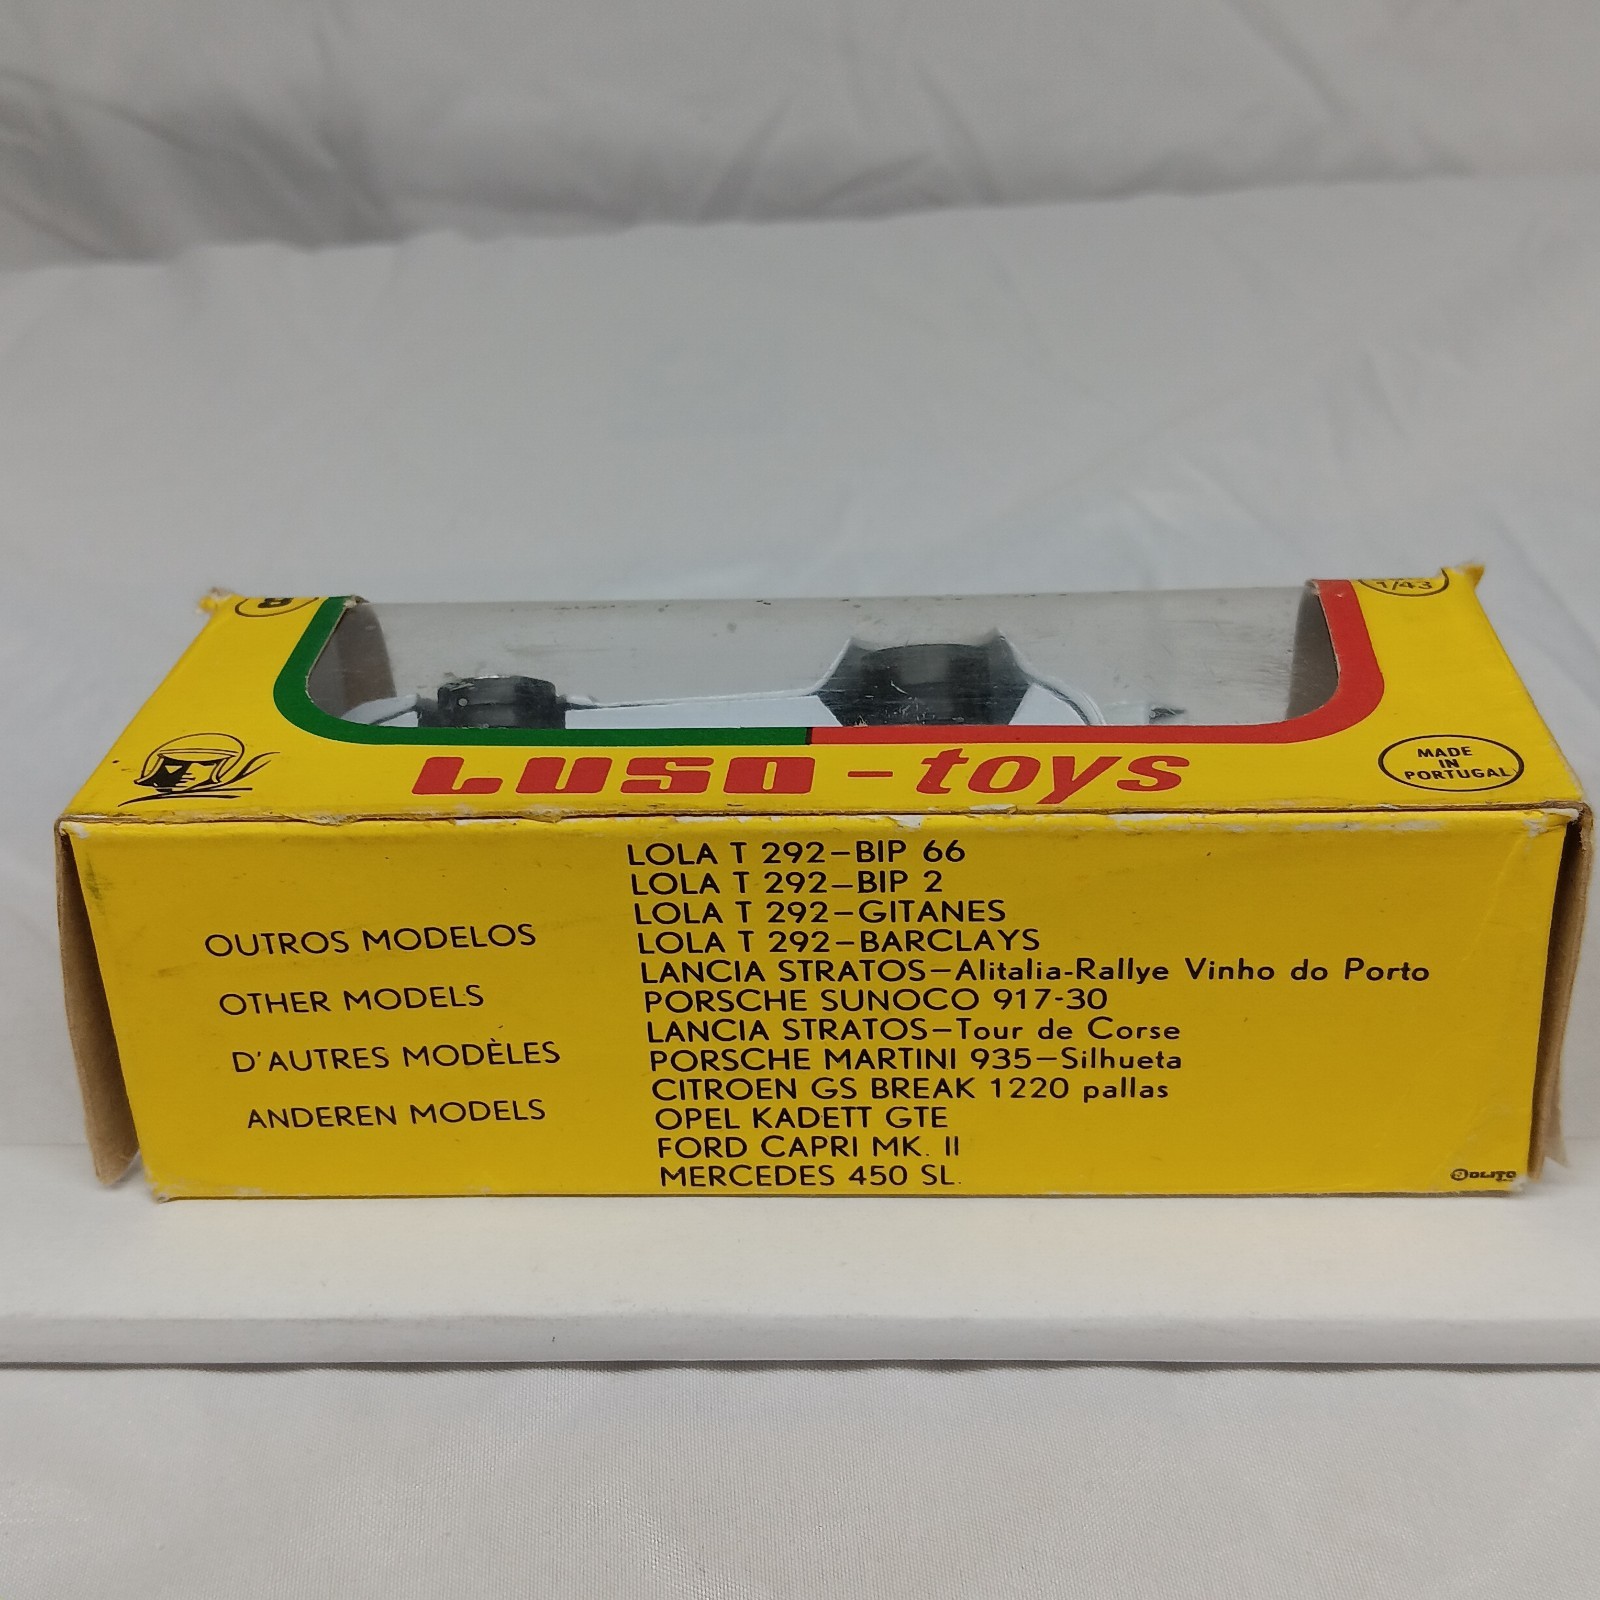 8
1/43
LUSO-toys
MADE
IN
PORTUGAL
OUTROS MODELOS
OTHER MODELS
D'AUTRES MODÈLES
ANDEREN MODELS
LOLA T 292-BIP 66
LOLA T 292-BIP 2
LOLA T 292-GITANES
LOLA T 292-BARCLAYS
LANCIA STRATOS-Alitalia-Rallye Vinho do Porto
PORSCHE SUNOCO 917-30
LANCIA STRATOS-Tour de Corse
PORSCHE MARTINI 935-Silhueta
CITROEN GS BREAK 1220 pallas
OPEL KADETT GTE
FORD CAPRI MK. II
MERCEDES 450 SL.